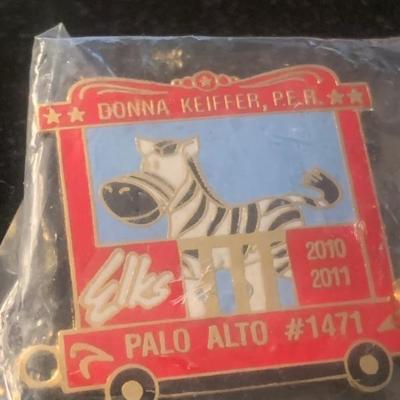 DONNA KEIFFER, P.E.R.
Elks
2010
2011
PALO ALTO #1471